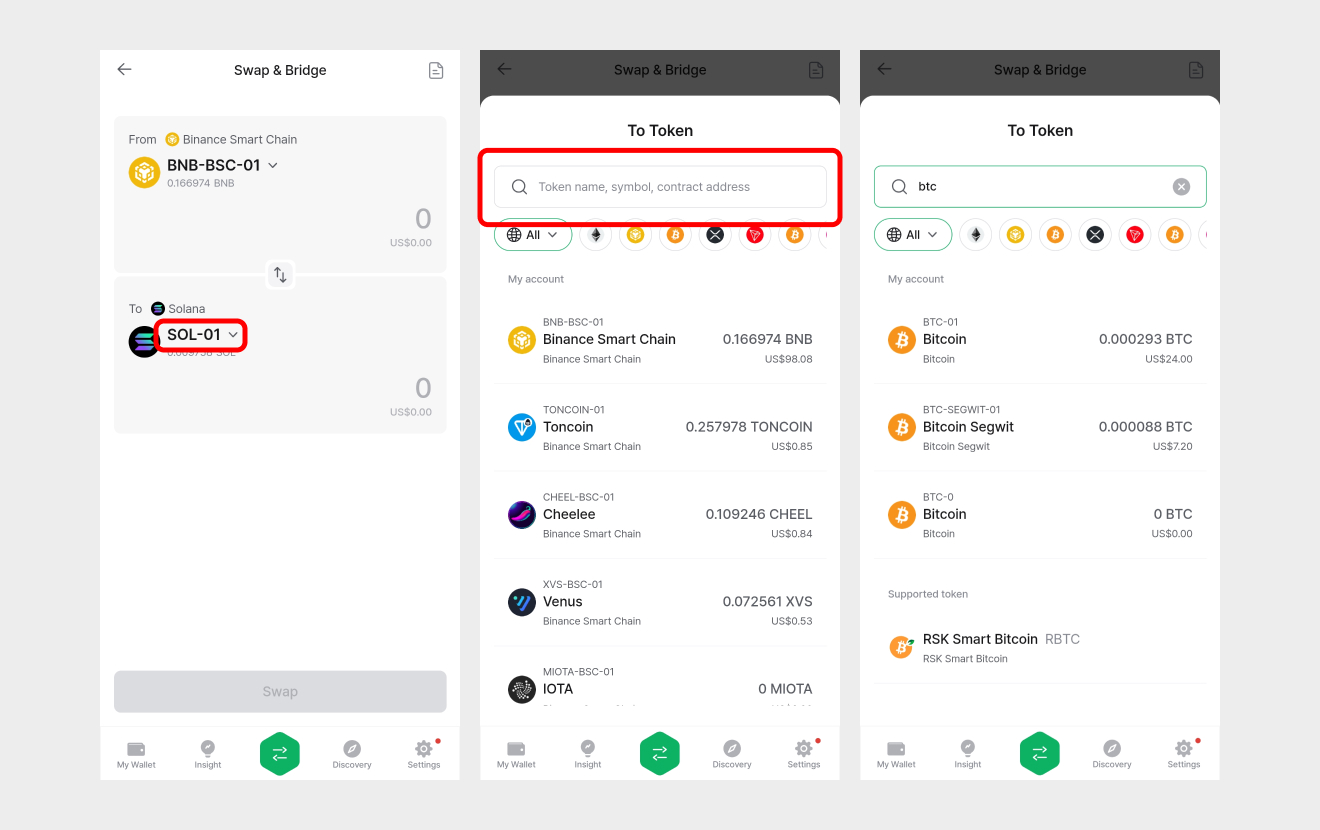 Swap & Bridge
From Binance Smart Chain
BNB-BSC-01
0.166974 BNB
0
US$0.00
To Solana
SOL-01
0
US$0.00
Swap
My Wallet
Insight
Discovery
Settings
Swap & Bridge
To Token
Token name, symbol, contract address
All
My account
BNB-BSC-01
Binance Smart Chain 0.166974 BNB
Binance Smart Chain US$98.08
TONCOIN-01
Toncoin 0.257978 TONCOIN
Binance Smart Chain US$0.85
CHEEL-BSC-01
Cheelee 0.109246 CHEEL
Binance Smart Chain US$0.84
XVS-BSC-01
Venus 0.072561 XVS
Binance Smart Chain US$0.53
MIOTA-BSC-01
IOTA 0 MIOTA
My Wallet
Insight
Discovery
Settings
Swap & Bridge
To Token
btc
All
My account
BTC-01
Bitcoin 0.000293 BTC
Bitcoin US$24.00
BTC-SEGWIT-01
Bitcoin Segwit 0.000088 BTC
Bitcoin Segwit US$7.20
BTC-0
Bitcoin 0 BTC
Bitcoin US$0.00
Supported token
RSK Smart Bitcoin RBTC
RSK Smart Bitcoin
My Wallet
Insight
Discovery
Settings